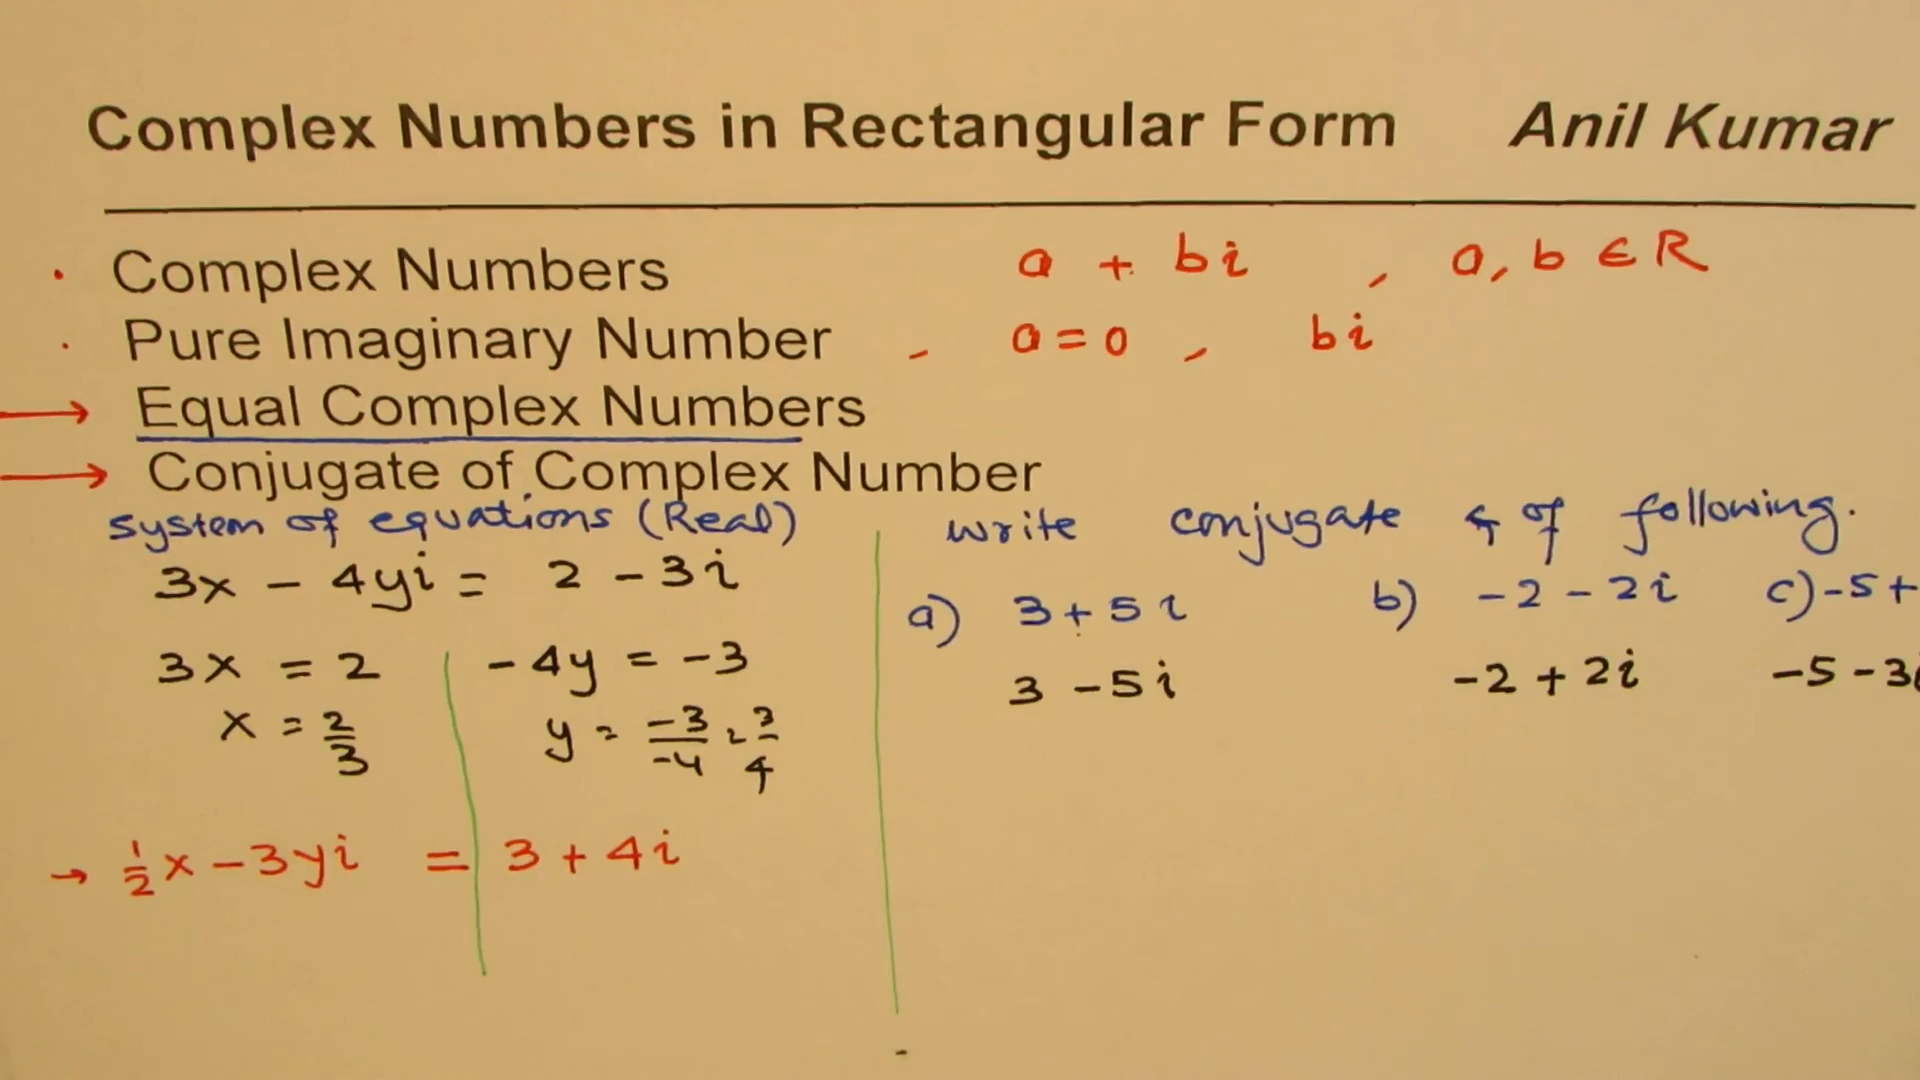 Complex Numbers in Rectangular Form Anil Kumar
· Complex Numbers a + bi , a, b ∈ R
· Pure Imaginary Number , a = 0 , bi
→ Equal Complex Numbers
→ Conjugate of Complex Number
System of equations (Real)
3x - 4yi = 2 - 3i
3x = 2 -4y = -3
x = 2/3 y = -3/-4 = 3/4
→ 1/2 x - 3yi = 3 + 4i
write conjugate of following.
a) 3 + 5i b) -2 - 2i c) -5 +
3 - 5i -2 + 2i -5 - 3i